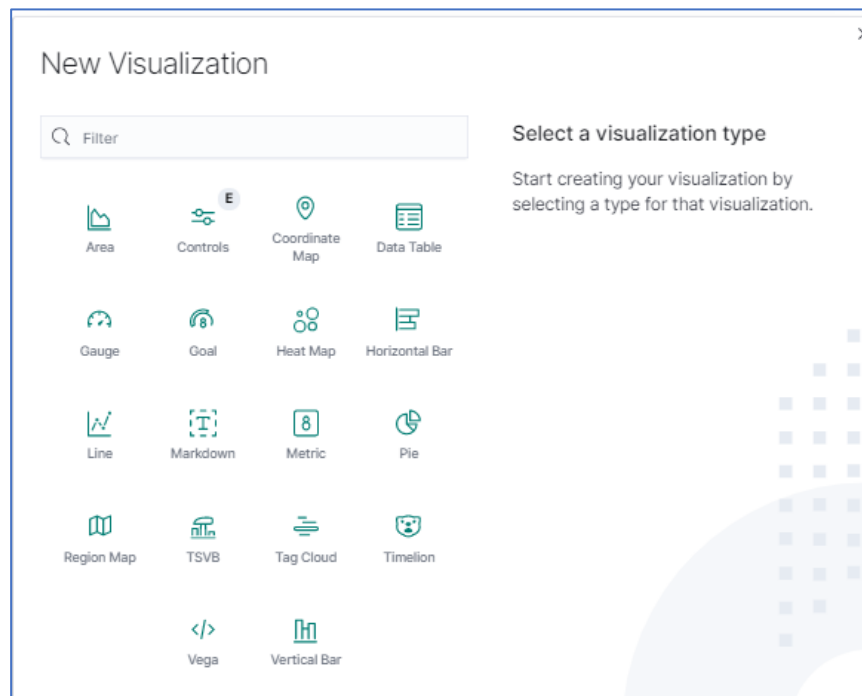 New Visualization
Filter
Select a visualization type
Start creating your visualization by
selecting a type for that visualization.
E
Area
Controls
Coordinate
Map
Data Table
Gauge
8
Goal
Heat Map
Horizontal Bar
Line
T
Markdown
8
Metric
Pie
Region Map
TSVB
Tag Cloud
Timelion
</>
Vega
Vertical Bar